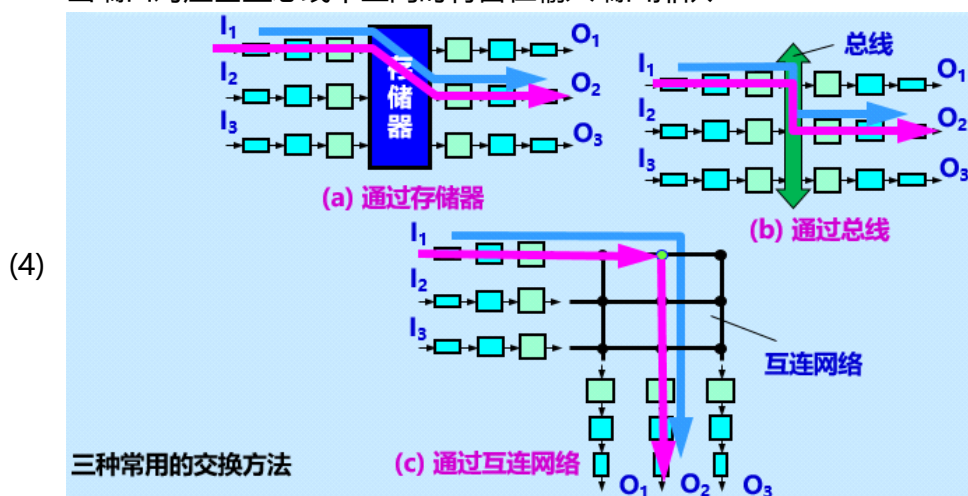 I₁
I₂
I₃
存储器
O₁
O₂
O₃
(a) 通过存储器
总线
I₁
I₂
I₃
O₁
O₂
O₃
(b) 通过总线
(4)
I₁
I₂
I₃
互连网络
三种常用的交换方法
(c) 通过互连网络
O₁
O₂
O₃